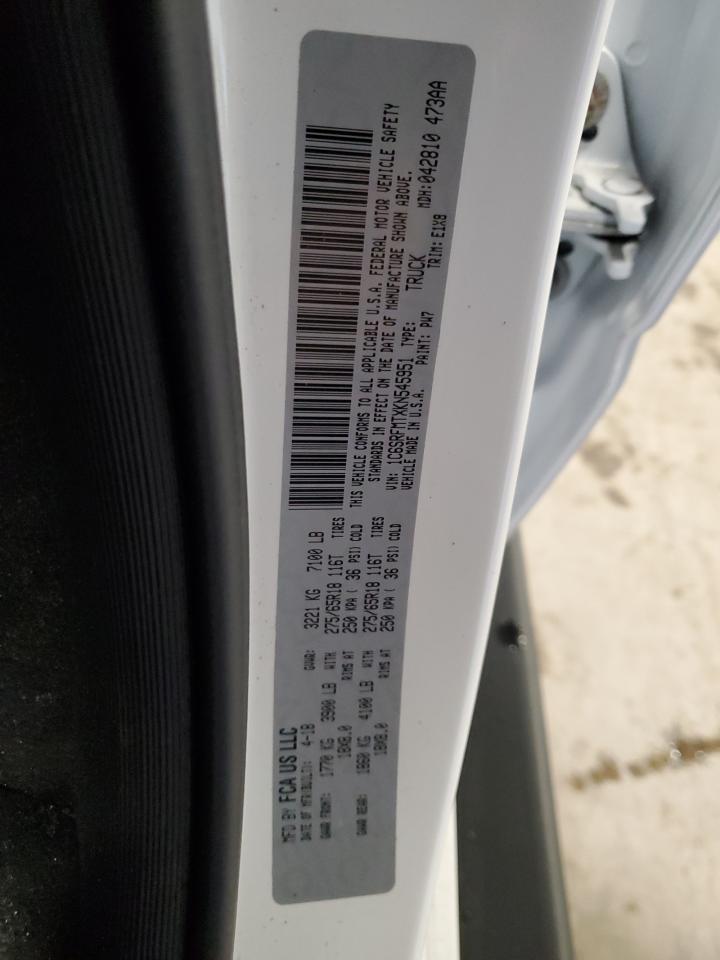 MFD BY FCA US LLC
DATE OF MFR(BUILT): 4-18 GVWR: 3221 KG 7100 LB
GAWR FRONT: 1770 KG 3900 LB WITH 275/65R18 116T TIRES
18X8.0 RIMS AT 250 KPA ( 36 PSI) COLD
GAWR REAR: 1860 KG 4100 LB WITH 275/65R18 116T TIRES
18X8.0 RIMS AT 250 KPA ( 36 PSI) COLD
THIS VEHICLE CONFORMS TO ALL APPLICABLE U.S.A. FEDERAL MOTOR VEHICLE SAFETY
STANDARDS IN EFFECT ON THE DATE OF MANUFACTURE SHOWN ABOVE.
VIN: 1C6SRFMTXKN545951 TYPE: TRUCK MDH:042810 473AA
VEHICLE MADE IN U.S.A. PAINT: PW7 TRIM: E1X8